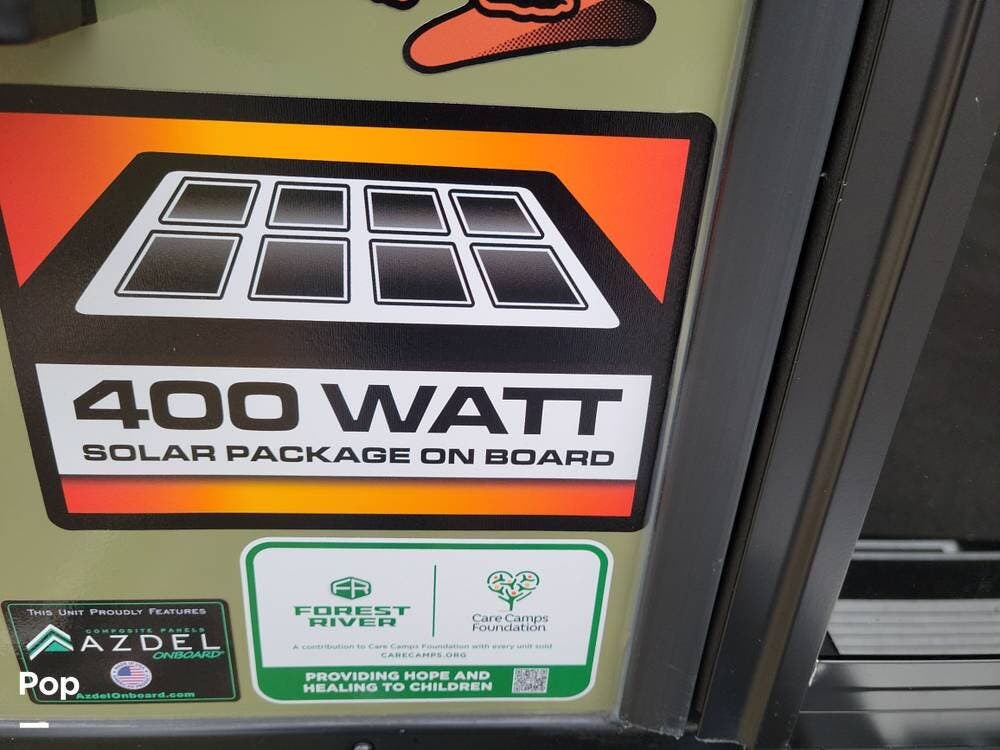 400 WATT
SOLAR PACKAGE ON BOARD
THIS UNIT PROUDLY FEATURES
COMPOSITE PANELS
AZDEL
ONBOARD®
AzdelOnboard.com
FR
FOREST
RIVER
Care Camps
Foundation
A contribution to Care Camps Foundation with every unit sold
CARECAMPS.ORG
PROVIDING HOPE AND
HEALING TO CHILDREN
Pop